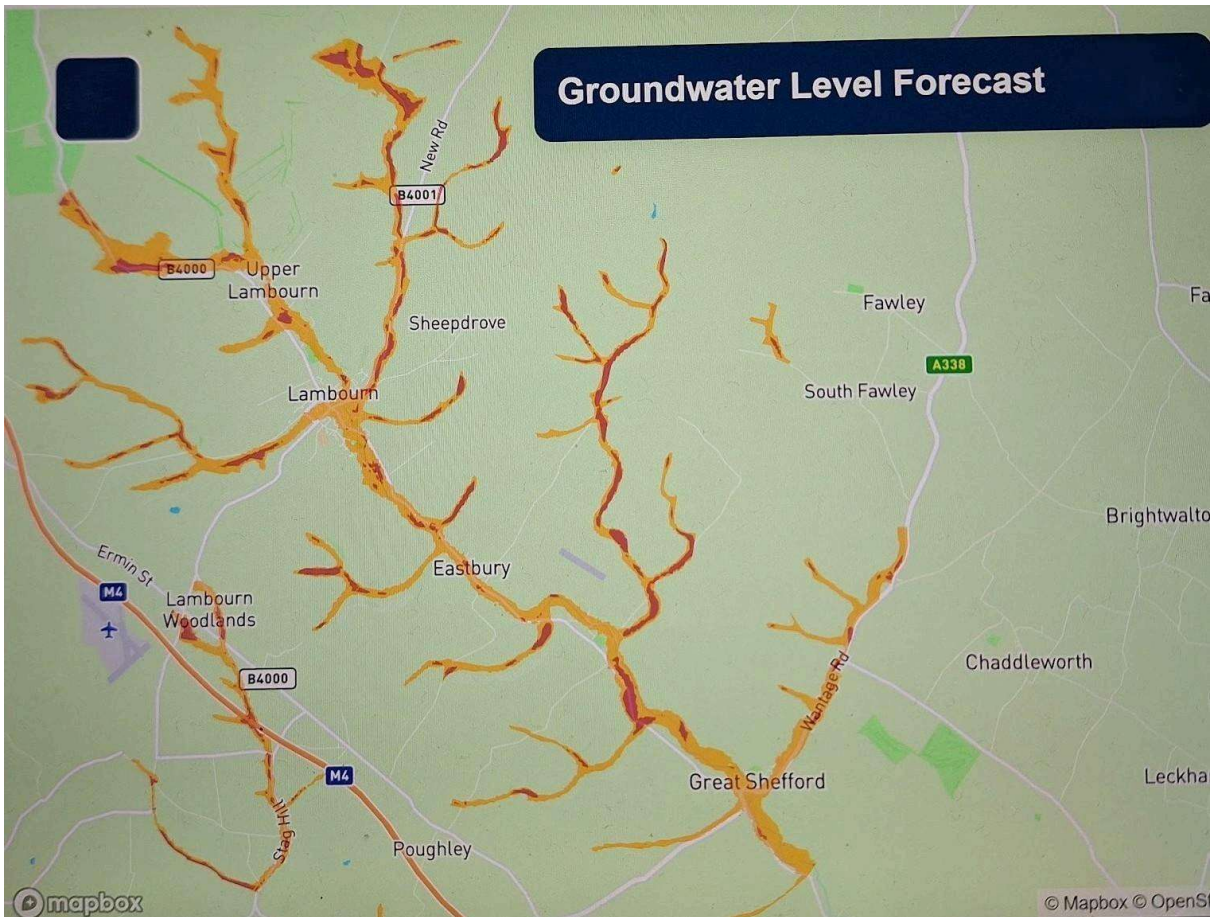 Groundwater Level Forecast
New Rd
B4001
B4000
Upper
Lambourn
Fawley
Fa
Sheepdrove
A338
Lambourn
South Fawley
Brightwalto
Ermin St
Eastbury
M4
Lambourn
Woodlands
Chaddleworth
B4000
Wantage Rd
M4
Great Shefford
Leckha
Stag Hill
Poughley
mapbox
© Mapbox © OpenSt